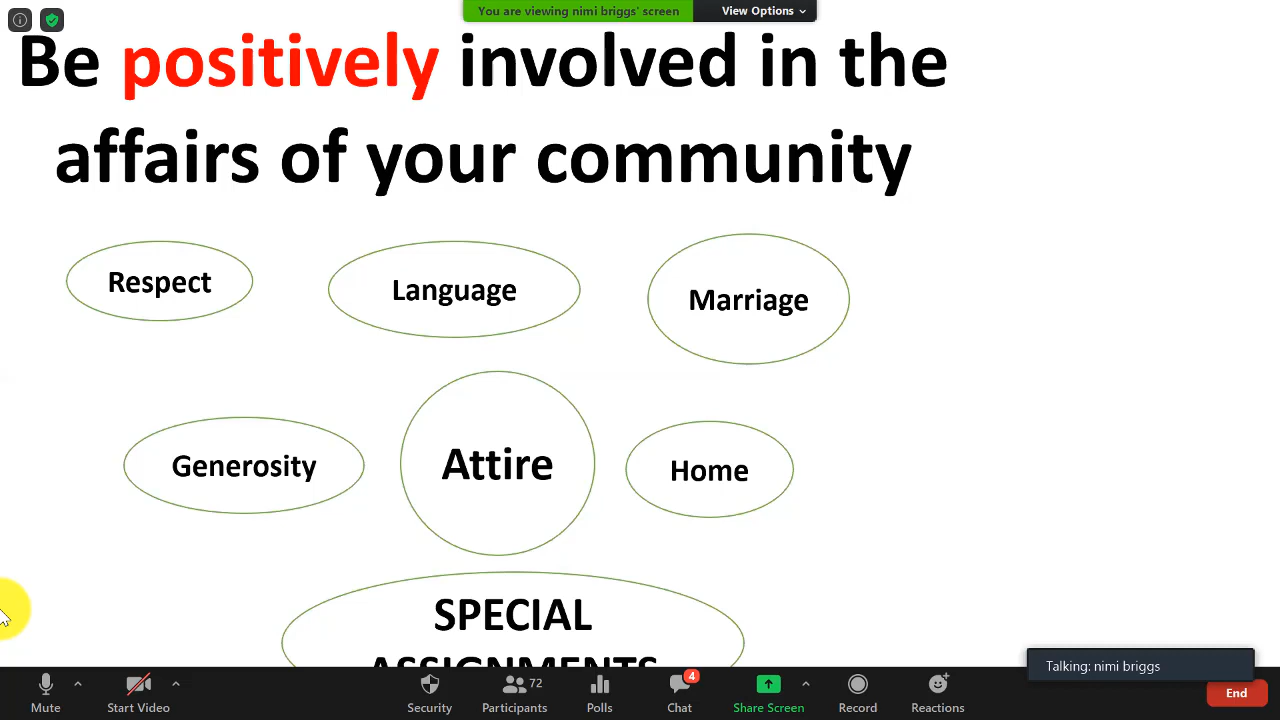 You are viewing nimi briggs' screen
View Options
Be positively involved in the
affairs of your community
Respect
Language
Marriage
Generosity
Attire
Home
SPECIAL
ASSIGNMENTS
Talking: nimi briggs
Mute
Start Video
Security
72
Participants
Polls
4
Chat
Share Screen
Record
Reactions
End